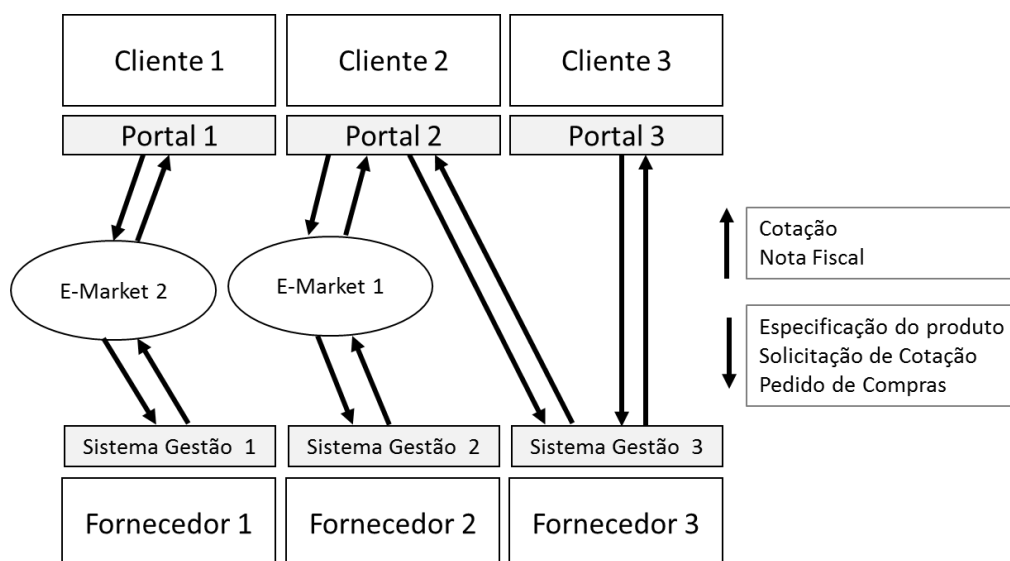 Cliente 1
Cliente 2
Cliente 3
Portal 1
Portal 2
Portal 3
E-Market 2
E-Market 1
Cotação
Nota Fiscal
Especificação do produto
Solicitação de Cotação
Pedido de Compras
Sistema Gestão 1
Sistema Gestão 2
Sistema Gestão 3
Fornecedor 1
Fornecedor 2
Fornecedor 3